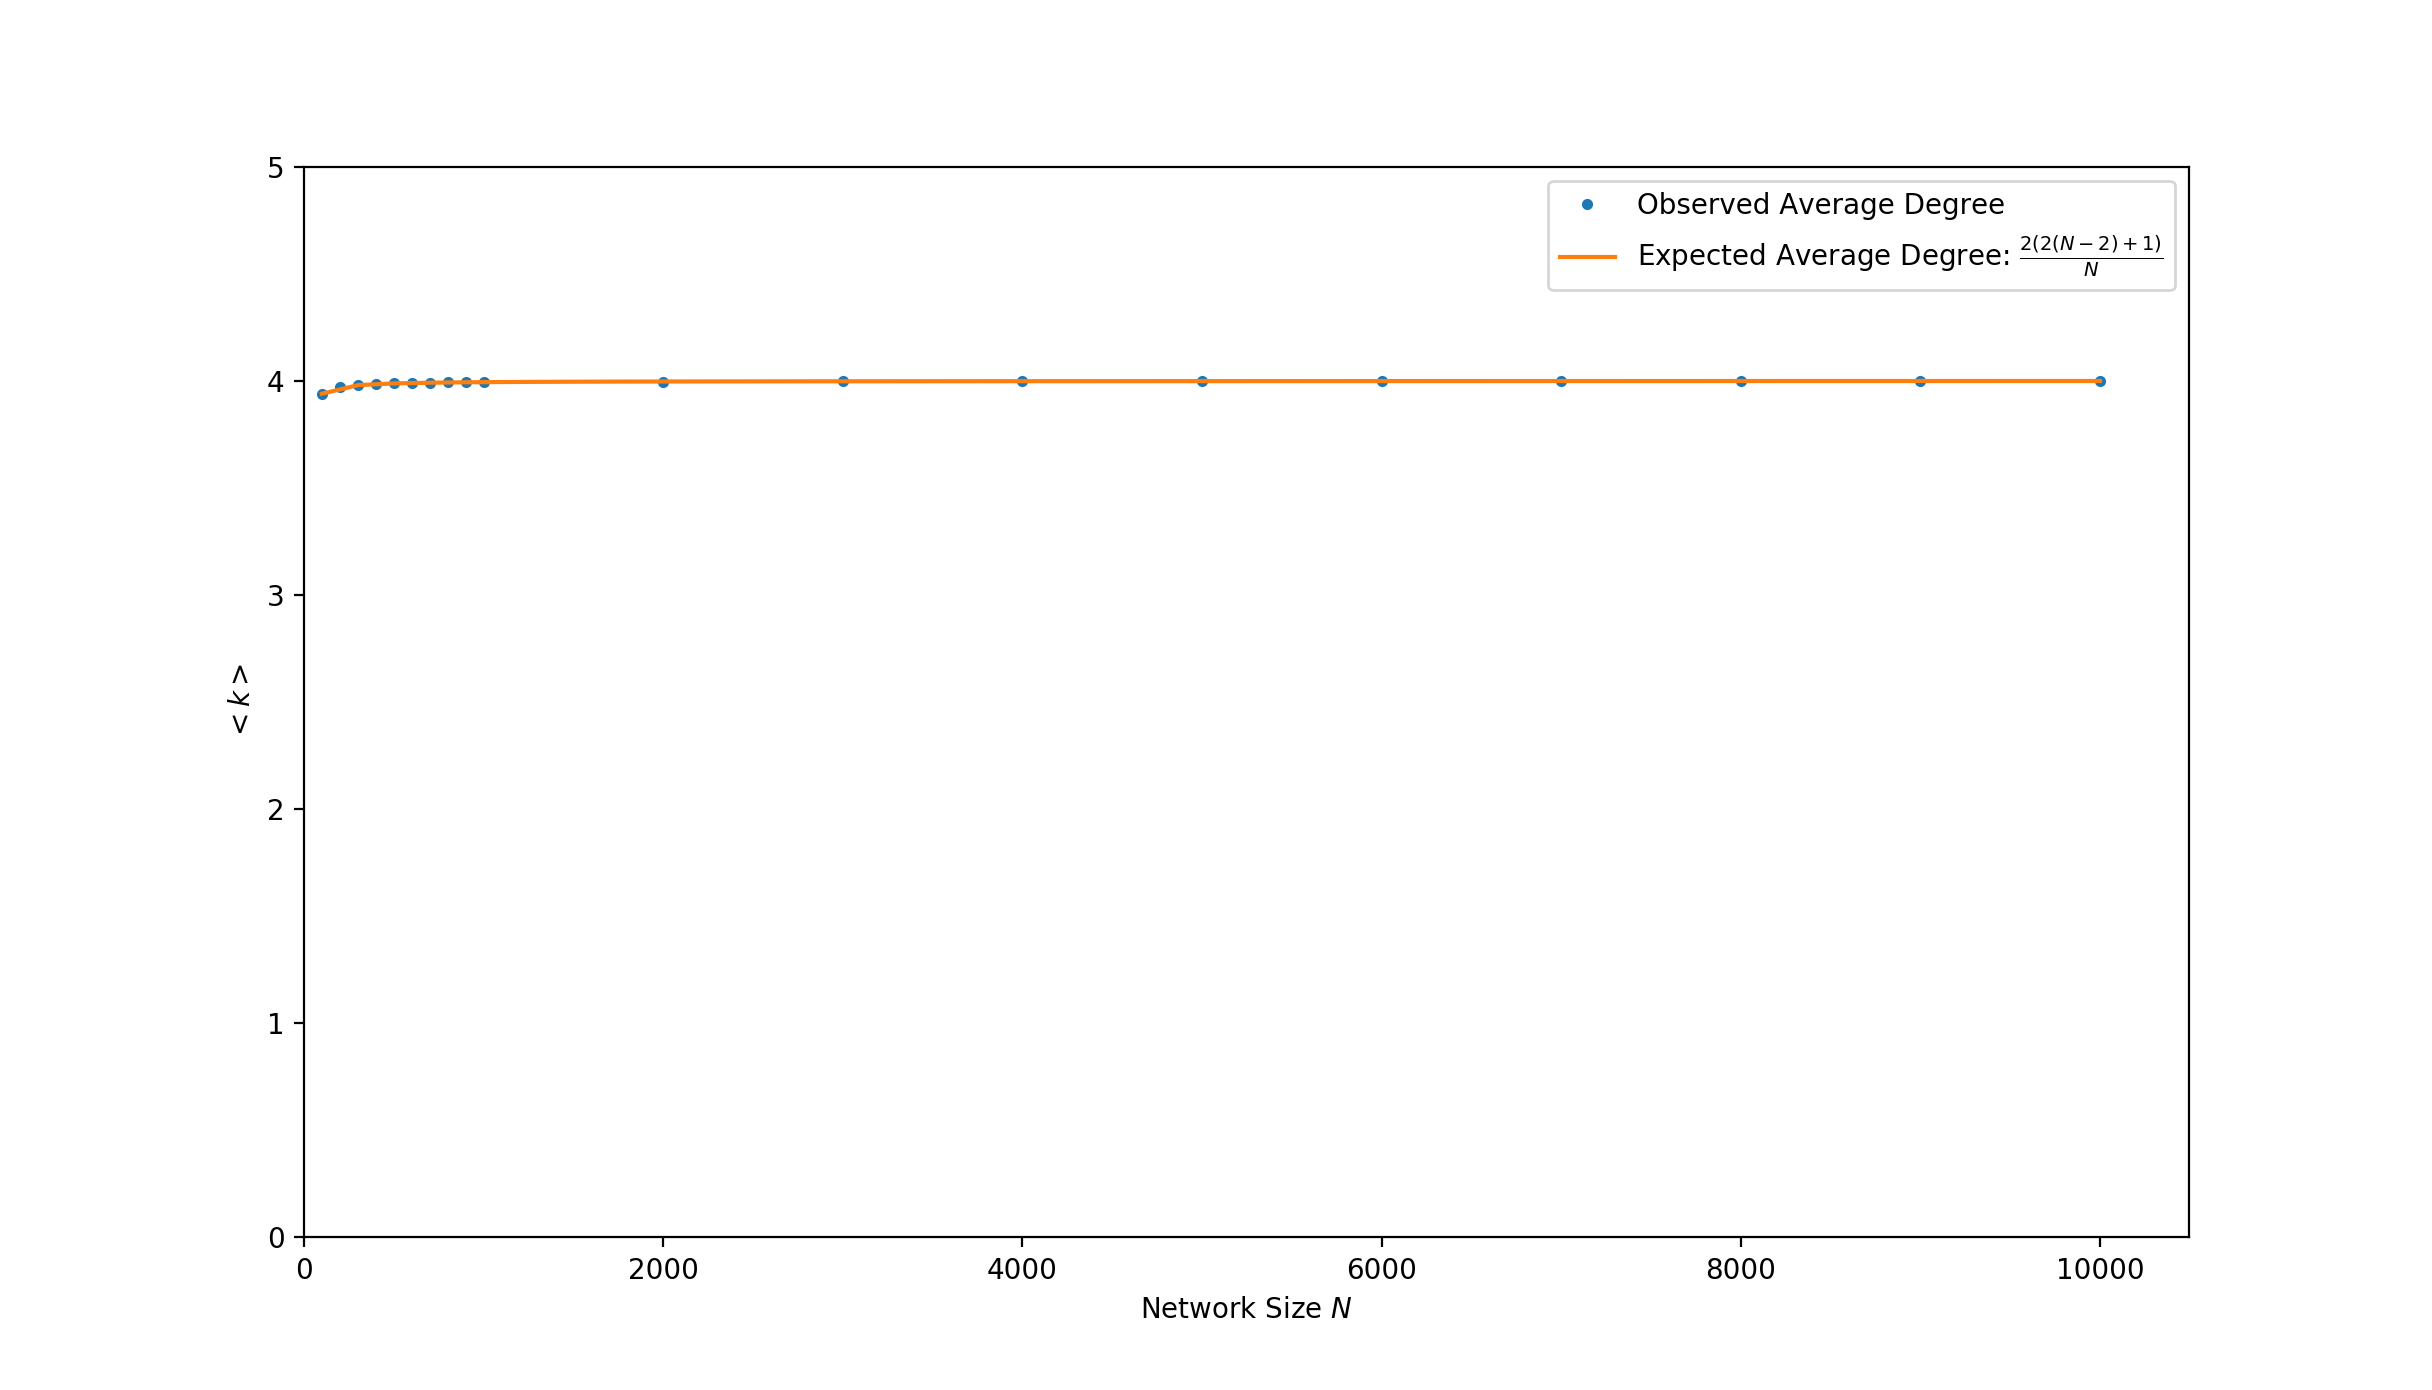 5
Observed Average Degree
Expected Average Degree: \frac{2(2(N-2)+1)}{N}
4
3
<k>
2
1
0
0 2000 4000 6000 8000 10000
Network Size N